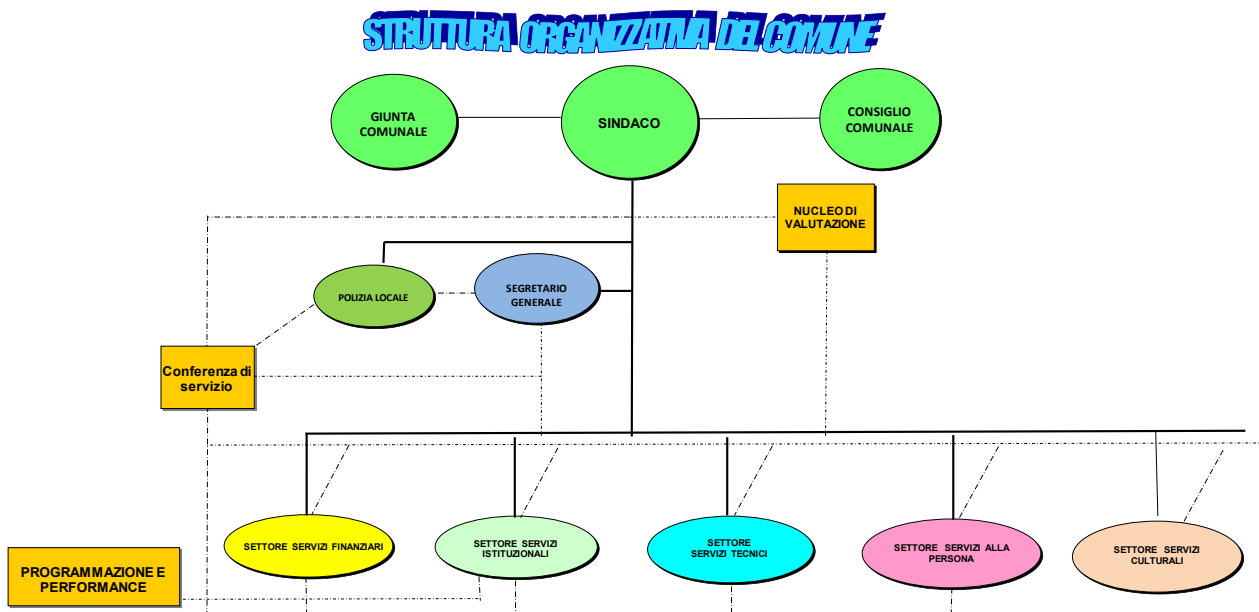 STRUTTURA ORGANIZZATIVA DEL COMUNE
GIUNTA
COMUNALE
SINDACO
CONSIGLIO
COMUNALE
NUCLEO DI
VALUTAZIONE
POLIZIA LOCALE
SEGRETARIO
GENERALE
Conferenza di
servizio
SETTORE SERVIZI FINANZIARI
SETTORE SERVIZI
ISTITUZIONALI
SETTORE
SERVIZI TECNICI
SETTORE SERVIZI ALLA
PERSONA
SETTORE SERVIZI
CULTURALI
PROGRAMMAZIONE E
PERFORMANCE